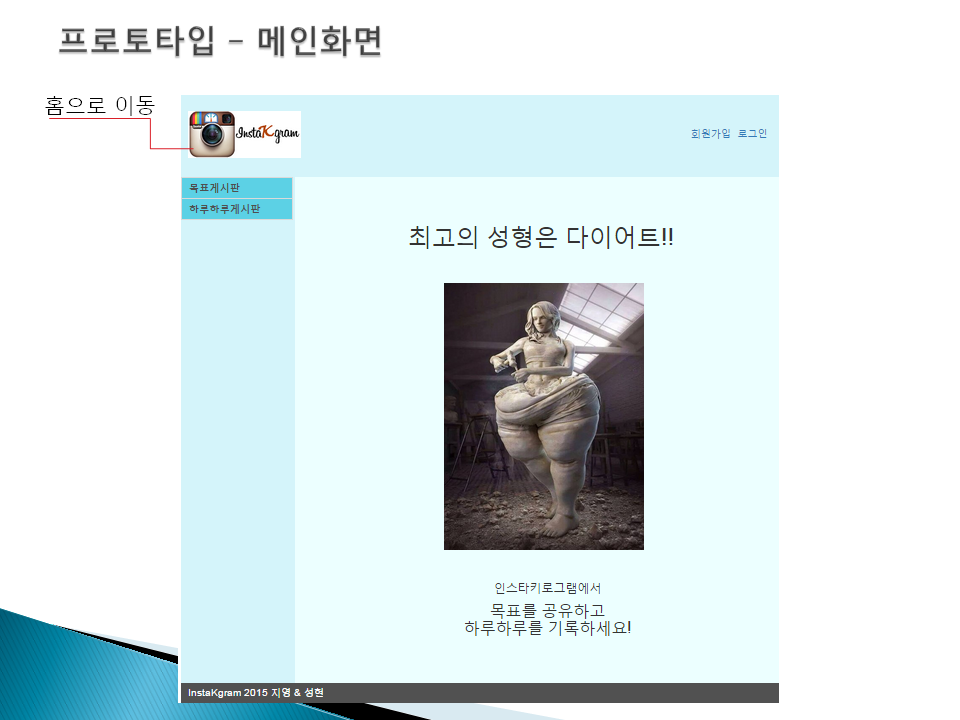 프로토타입 – 메인화면
홈으로 이동
InstaKgram
회원가입 로그인
목표게시판
하루하루게시판
최고의 성형은 다이어트!!
인스타키로그램에서
목표를 공유하고
하루하루를 기록하세요!
InstaKgram 2015 지영 & 성현